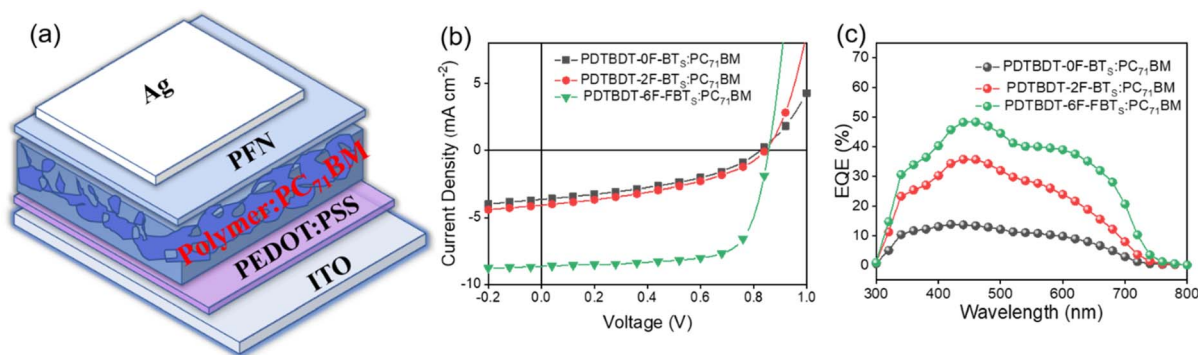 (a)
Ag
PFN
Polymer:PC₇₁BM
PEDOT:PSS
ITO
(b)
PDTBDT-0F-BTS:PC₇₁BM
PDTBDT-2F-BTS:PC₇₁BM
PDTBDT-6F-FBTS:PC₇₁BM
Current Density (mA cm⁻²)
5
0
-5
-10
-0.2 0.0 0.2 0.4 0.6 0.8 1.0
Voltage (V)
(c)
PDTBDT-0F-BTS:PC₇₁BM
PDTBDT-2F-BTS:PC₇₁BM
PDTBDT-6F-FBTS:PC₇₁BM
EQE (%)
70
60
50
40
30
20
10
0
300 400 500 600 700 800
Wavelength (nm)